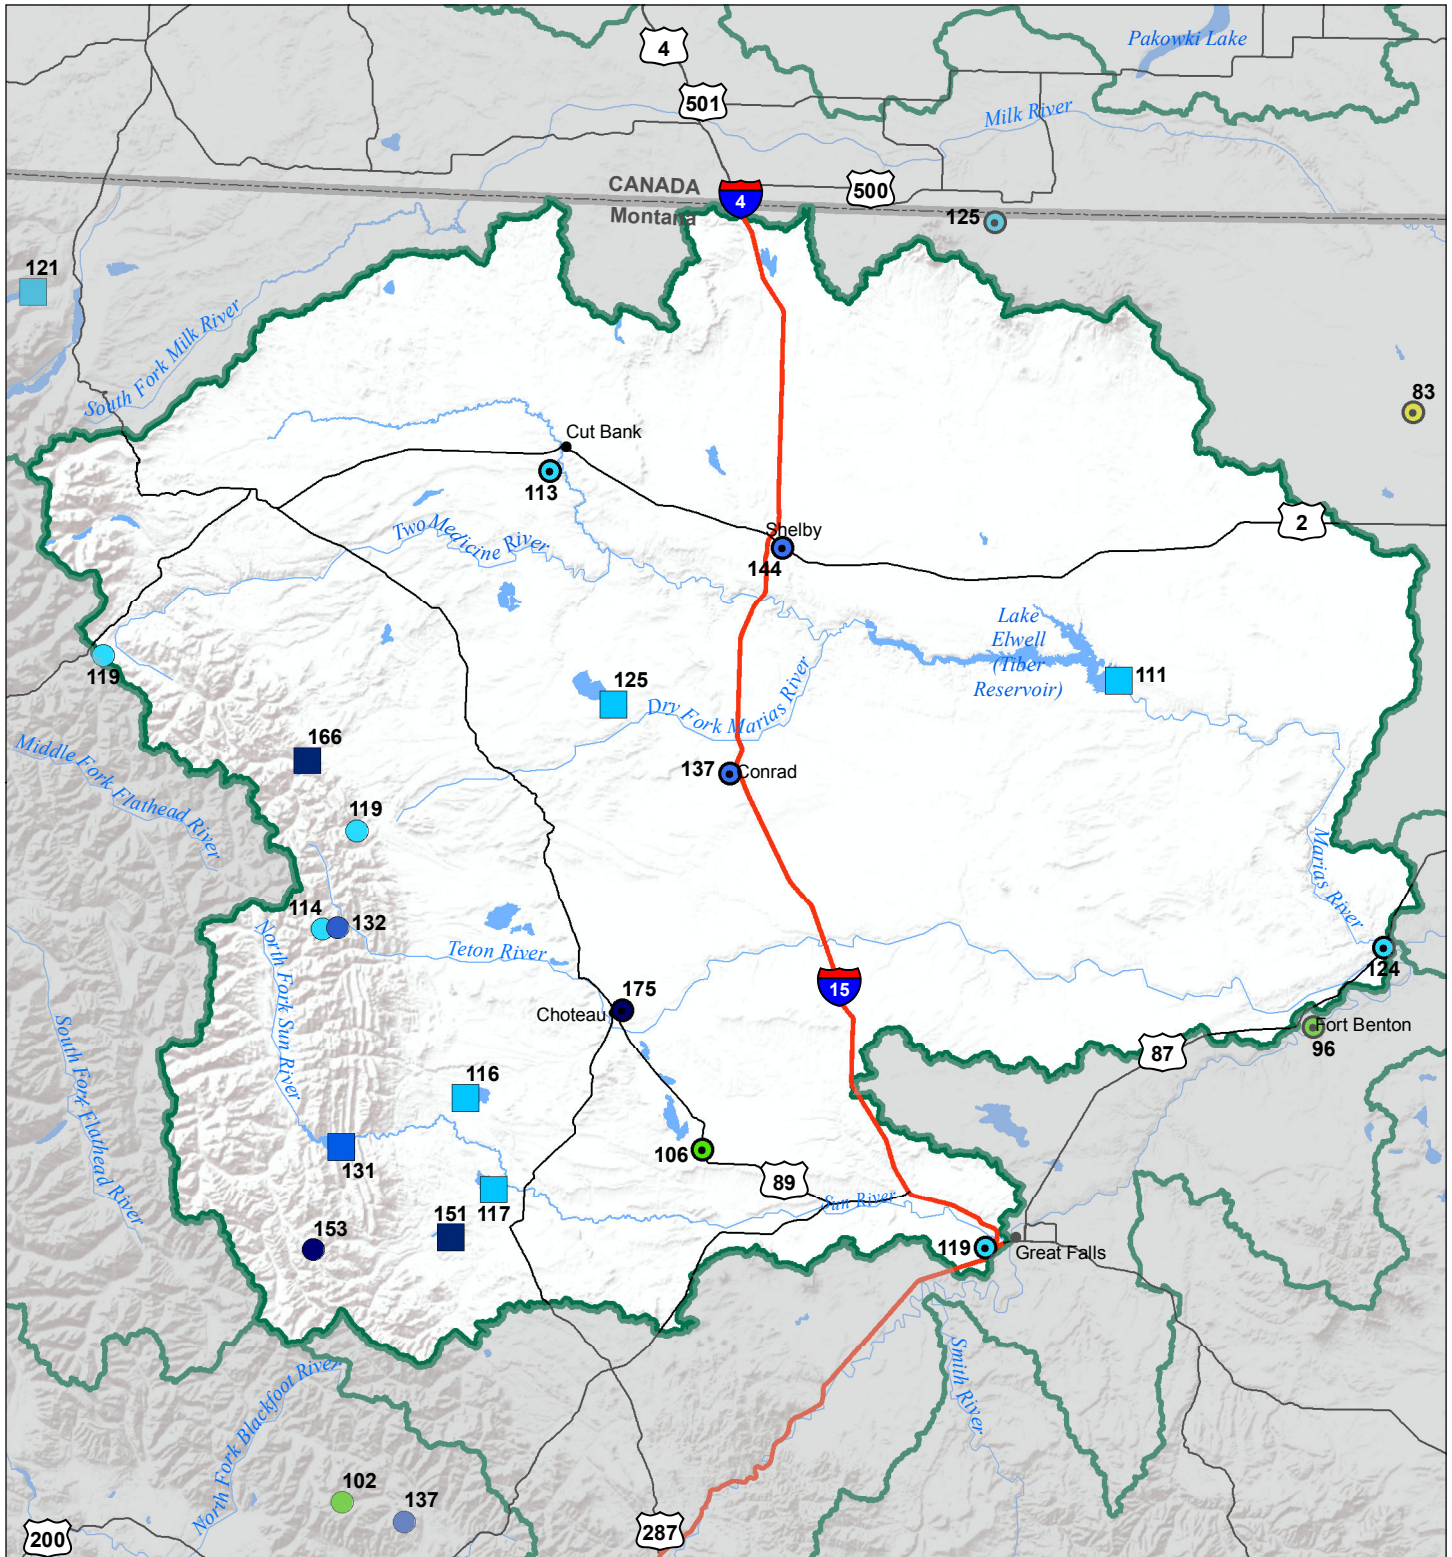 4
Pakowki Lake
501
Milk River
CANADA
500
4
Montana
125
121
South Fork Milk River
83
Cut Bank
113
2
Two Medicine River
Shelby
144
Lake
Elwell
(Tiber
Reservoir)
119
125
111
Dry Fork Marias River
166
Middle Fork Flathead River
137
Conrad
119
Marias River
114
132
North Fork Sun River
Teton River
124
175
15
Choteau
Fort Benton
96
87
South Fork Flathead River
116
106
131
89
117
Sun River
151
153
119
Great Falls
Smith River
North Fork Blackfoot River
102
137
200
287